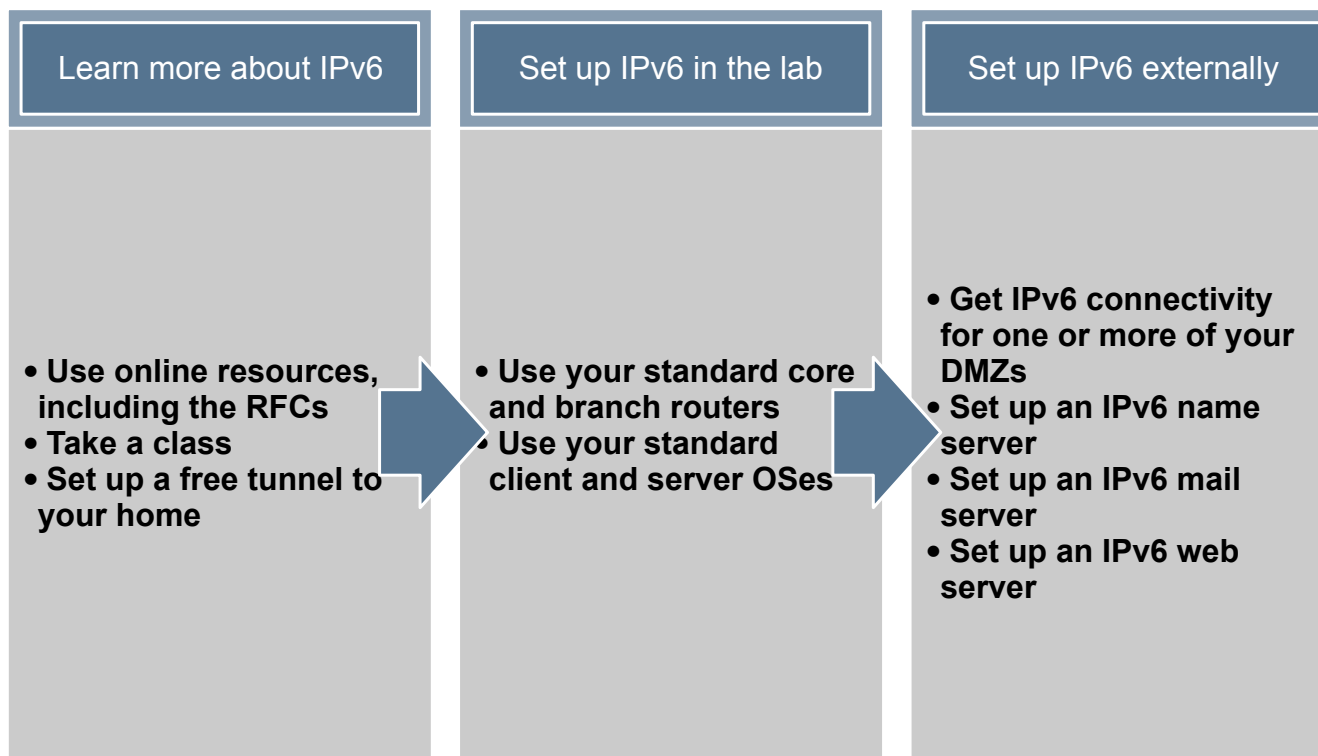 Learn more about IPv6
• Use online resources,
including the RFCs
• Take a class
• Set up a free tunnel to
your home
Set up IPv6 in the lab
• Use your standard core
and branch routers
• Use your standard
client and server OSes
Set up IPv6 externally
• Get IPv6 connectivity
for one or more of your
DMZs
• Set up an IPv6 name
server
• Set up an IPv6 mail
server
• Set up an IPv6 web
server